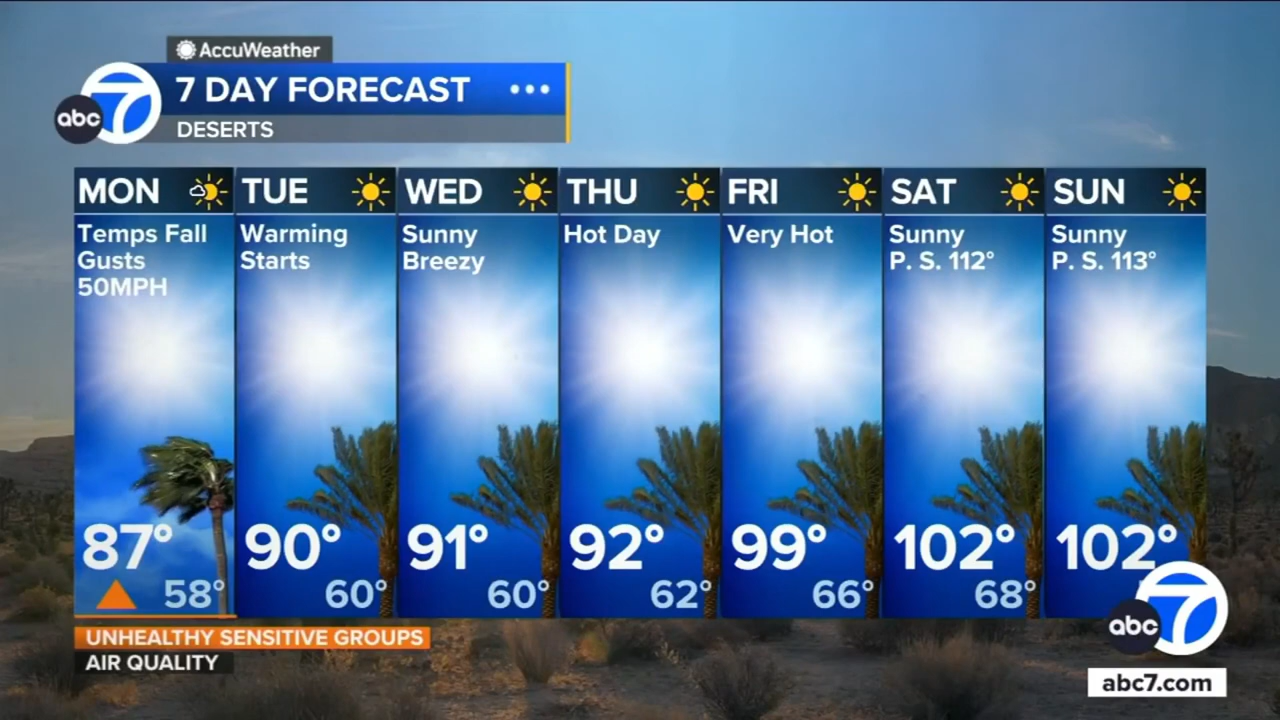 AccuWeather
abc 7
7 DAY FORECAST
DESERTS
MON
TUE
WED
THU
FRI
SAT
SUN
Temps Fall
Gusts
50MPH
Warming
Starts
Sunny
Breezy
Hot Day
Very Hot
Sunny
P. S. 112°
Sunny
P. S. 113°
87°
90°
91°
92°
99°
102°
102°
58°
60°
60°
62°
66°
68°
UNHEALTHY SENSITIVE GROUPS
AIR QUALITY
abc 7
abc7.com